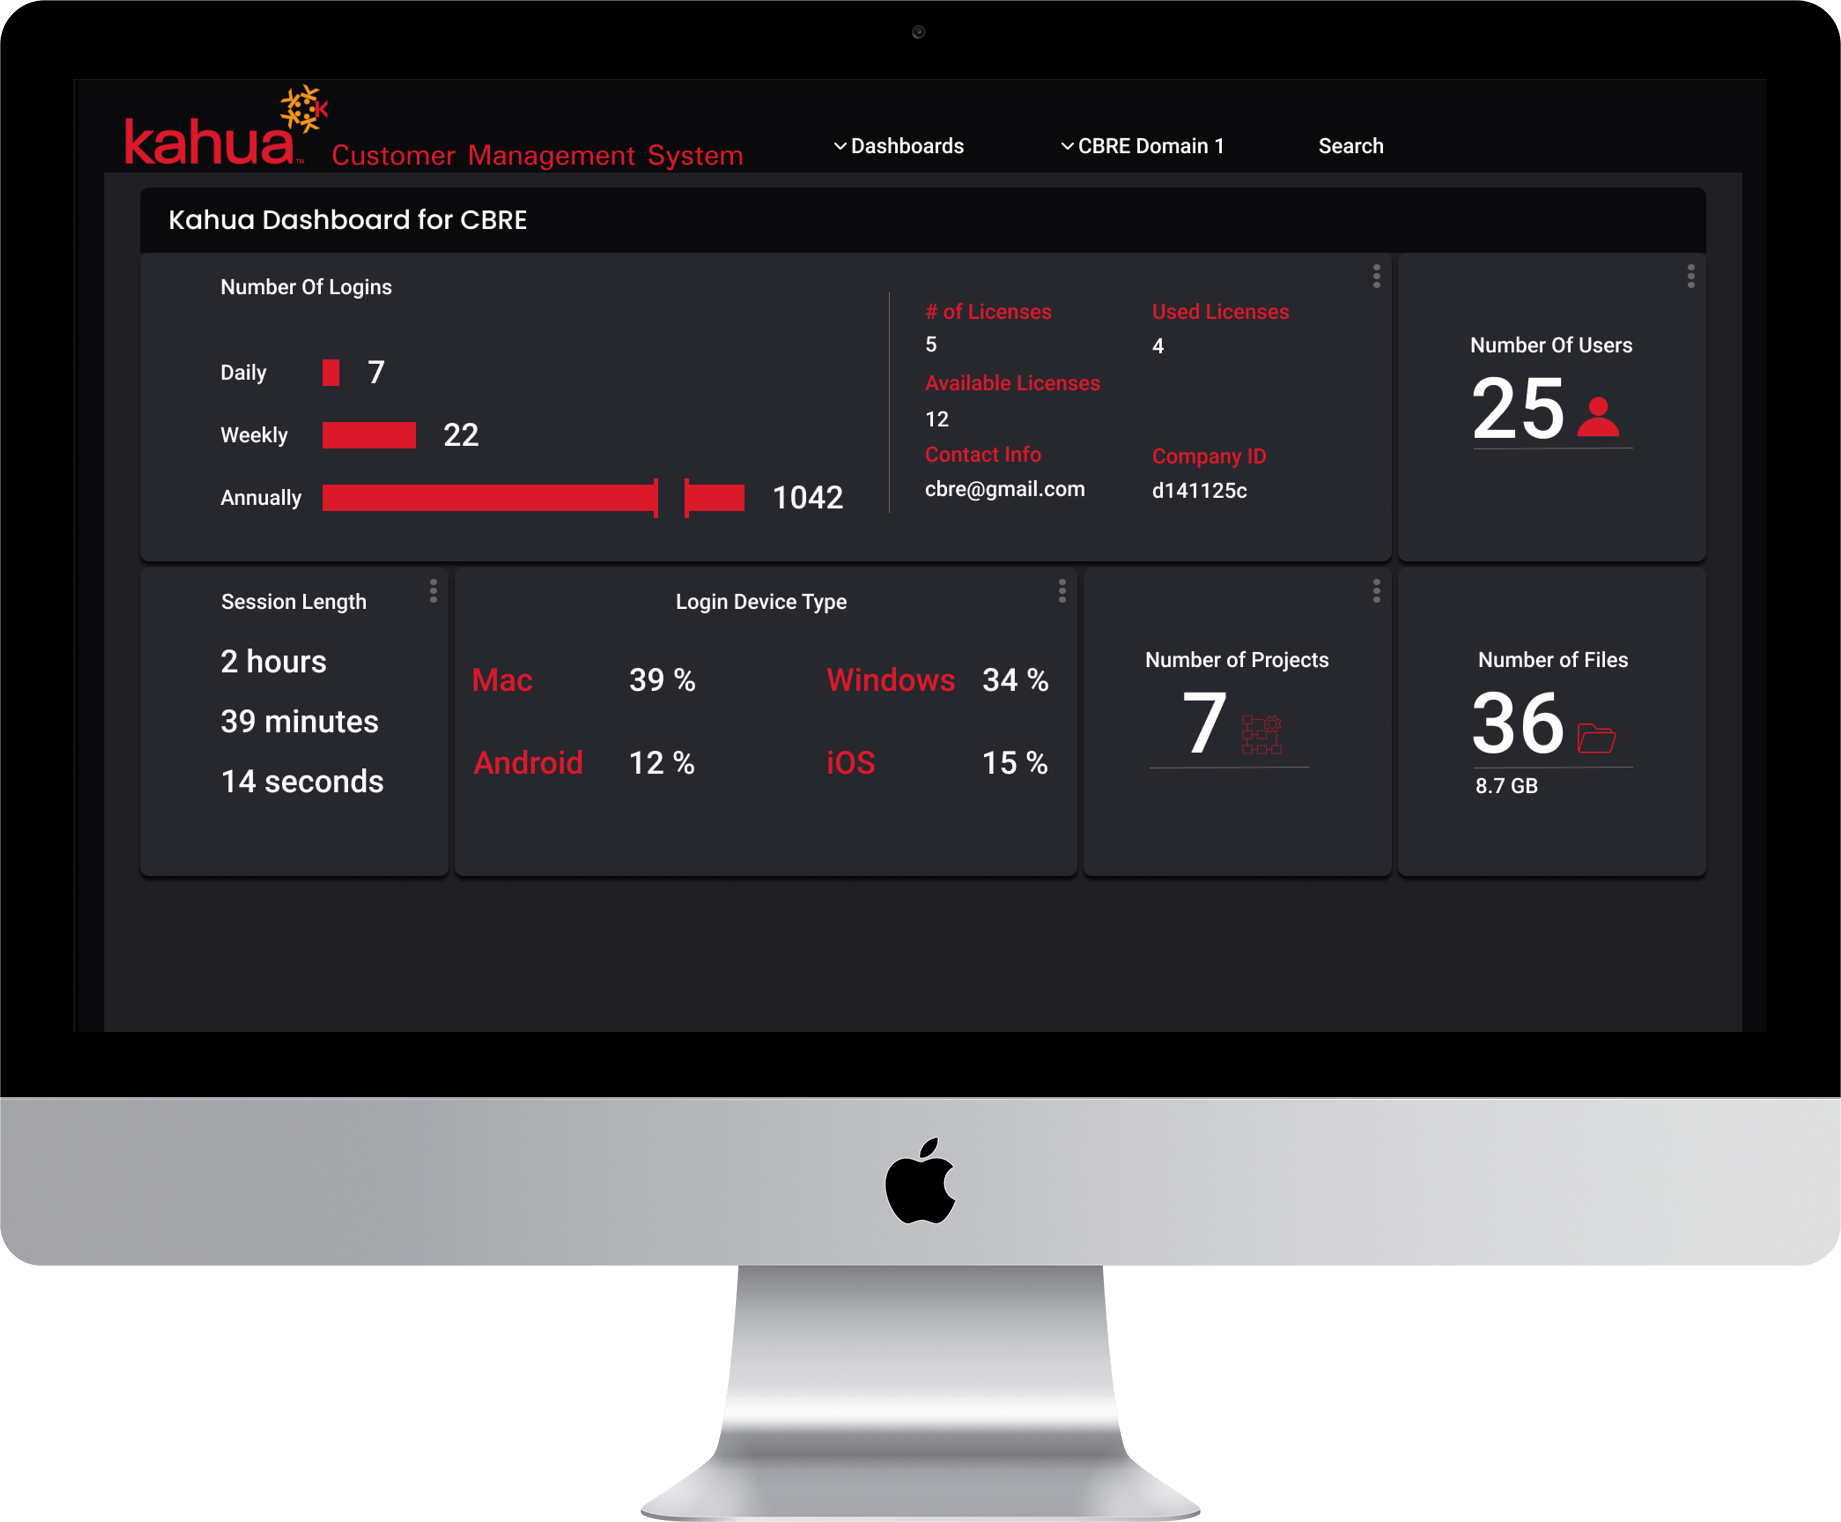 kahua™ Customer Management System
Dashboards
CBRE Domain 1
Search
Kahua Dashboard for CBRE
Number Of Logins
Daily 7
Weekly 22
Annually 1042
# of Licenses
5
Used Licenses
4
Available Licenses
12
Contact Info
cbre@gmail.com
Company ID
d141125c
Number Of Users
25
Session Length
2 hours
39 minutes
14 seconds
Login Device Type
Mac 39 %
Windows 34 %
Android 12 %
iOS 15 %
Number of Projects
7
Number of Files
36
8.7 GB